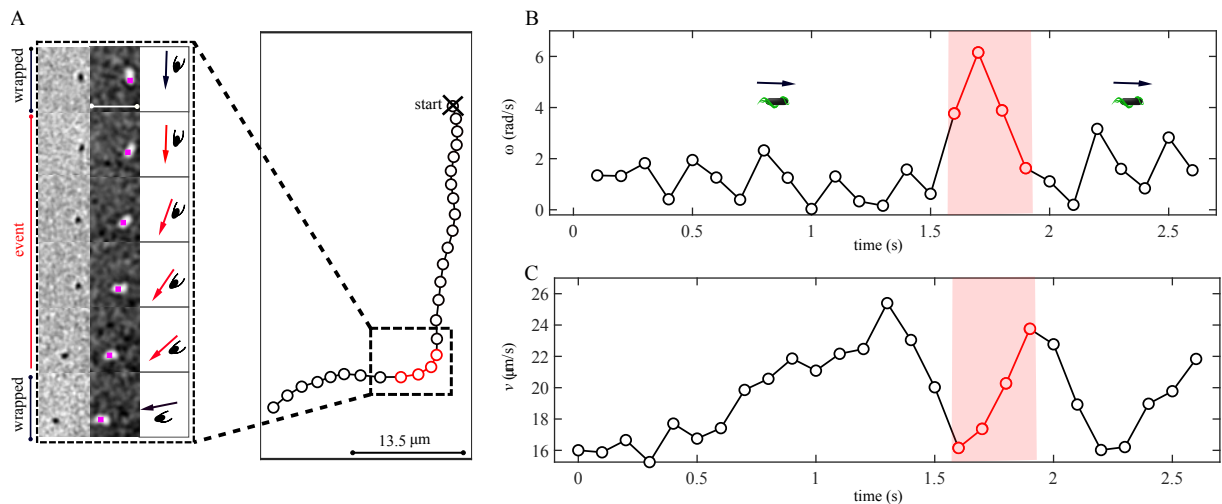 A
wrapped
event
wrapped
start
13.5 μm
B
ω (rad/s)
6
4
2
0
0
0.5
1
1.5
2
2.5
time (s)
C
v (μm/s)
26
24
22
20
18
16
0
0.5
1
1.5
2
2.5
time (s)